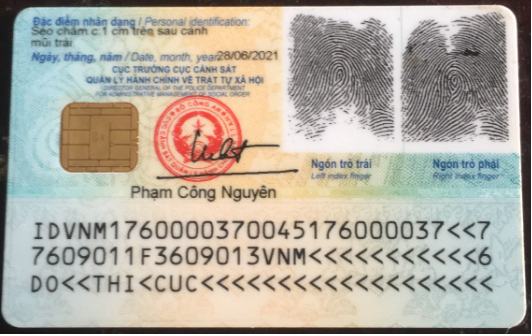 Đặc điểm nhân dạng / Personal identification:
Sẹo chấm c:1 cm trên sau cánh
mũi trái
Ngày, tháng, năm / Date, month, year: 28/06/2021
CỤC TRƯỞNG CỤC CẢNH SÁT
QUẢN LÝ HÀNH CHÍNH VỀ TRẬT TỰ XÃ HỘI
DIRECTOR GENERAL OF THE POLICE DEPARTMENT
FOR ADMINISTRATIVE MANAGEMENT OF SOCIAL ORDER
Phạm Công Nguyên
Ngón trỏ trái
Left index finger
Ngón trỏ phải
Right index finger
IDVNM1760000370045176000037<<7
7609011F3609013VNM<<<<<<<<<<<6
DO<<THI<CUC<<<<<<<<<<<<<<<<<<<